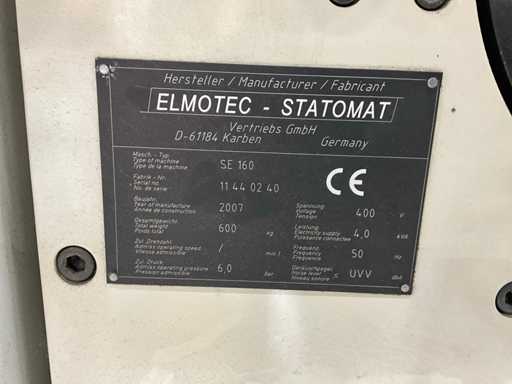 Hersteller / Manufacturer / Fabricant
ELMOTEC - STATOMAT
Vertriebs GmbH
D-61184 Karben Germany
Masch.-Typ:
Type of machine SE 160
Type de la machine
Fabrik-Nr.
Serial no 11 44 02 40
No. de serie
CE
Baujahr:
Year of manufacture 2007
Année de construction
Spannung:
Voltage 400 V
Tension
Total weight 600 kg
Poids total
Leistung:
Electricity supply 4,0 kVA
Puissance connectee
Zul. Drehzahl
Admiss operating speed / min.
Vitesse admissible
Frequenz:
Frequency 50 Hz
Frequence
Zul. Druck:
Admiss operating pressure 6,0 bar
Pression admissible
Geräuschpegel
Noise level ≤ UVV dBA
Niveau sonore